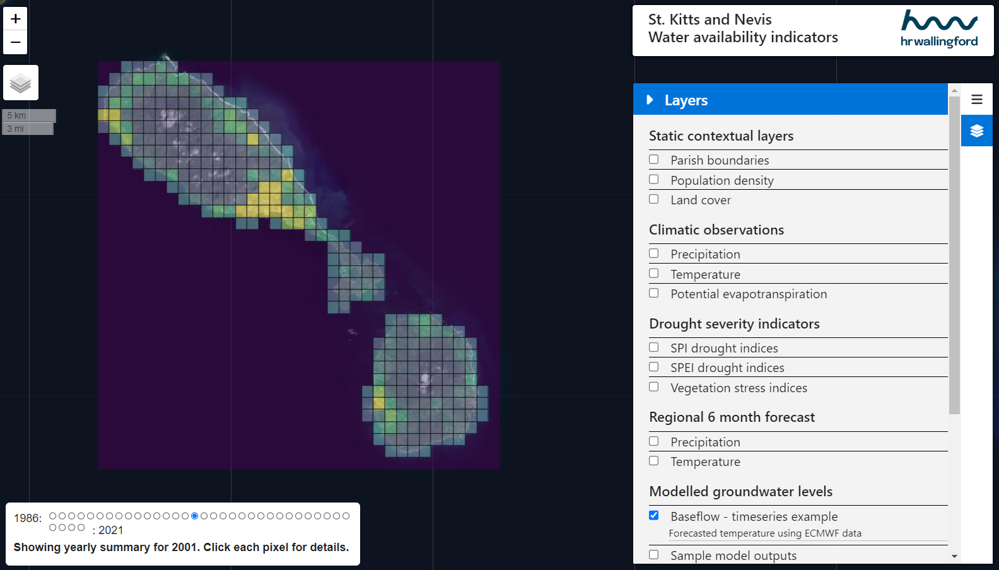 +
−
5 km
3 mi
St. Kitts and Nevis
Water availability indicators
hrwallingford
Layers
Static contextual layers
Parish boundaries
Population density
Land cover
Climatic observations
Precipitation
Temperature
Potential evapotranspiration
Drought severity indicators
SPI drought indices
SPEI drought indices
Vegetation stress indices
Regional 6 month forecast
Precipitation
Temperature
Modelled groundwater levels
Baseflow - timeseries example
Forecasted temperature using ECMWF data
Sample model outputs
1986:
: 2021
Showing yearly summary for 2001. Click each pixel for details.